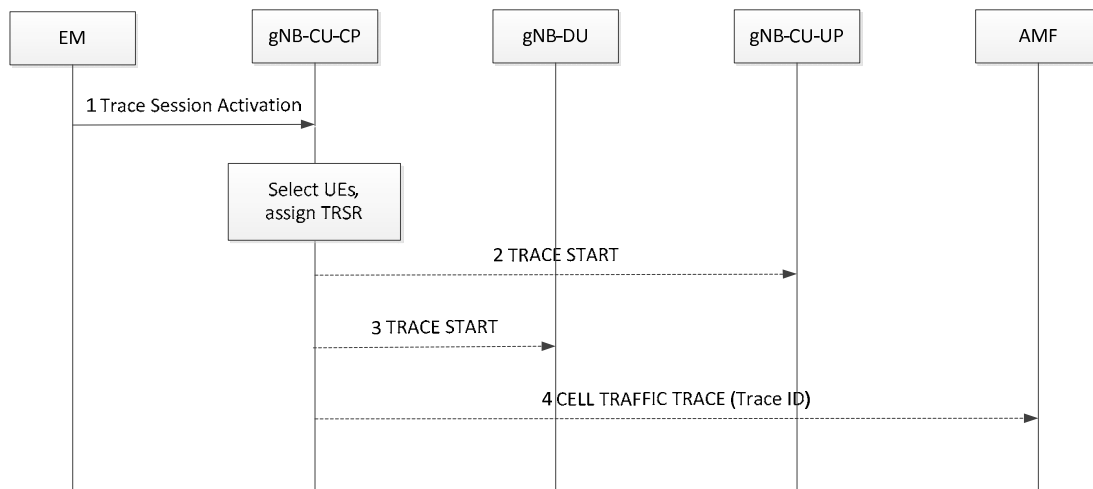 EM
gNB-CU-CP
gNB-DU
gNB-CU-UP
AMF
1 Trace Session Activation
Select UEs,
assign TRSR
2 TRACE START
3 TRACE START
4 CELL TRAFFIC TRACE (Trace ID)